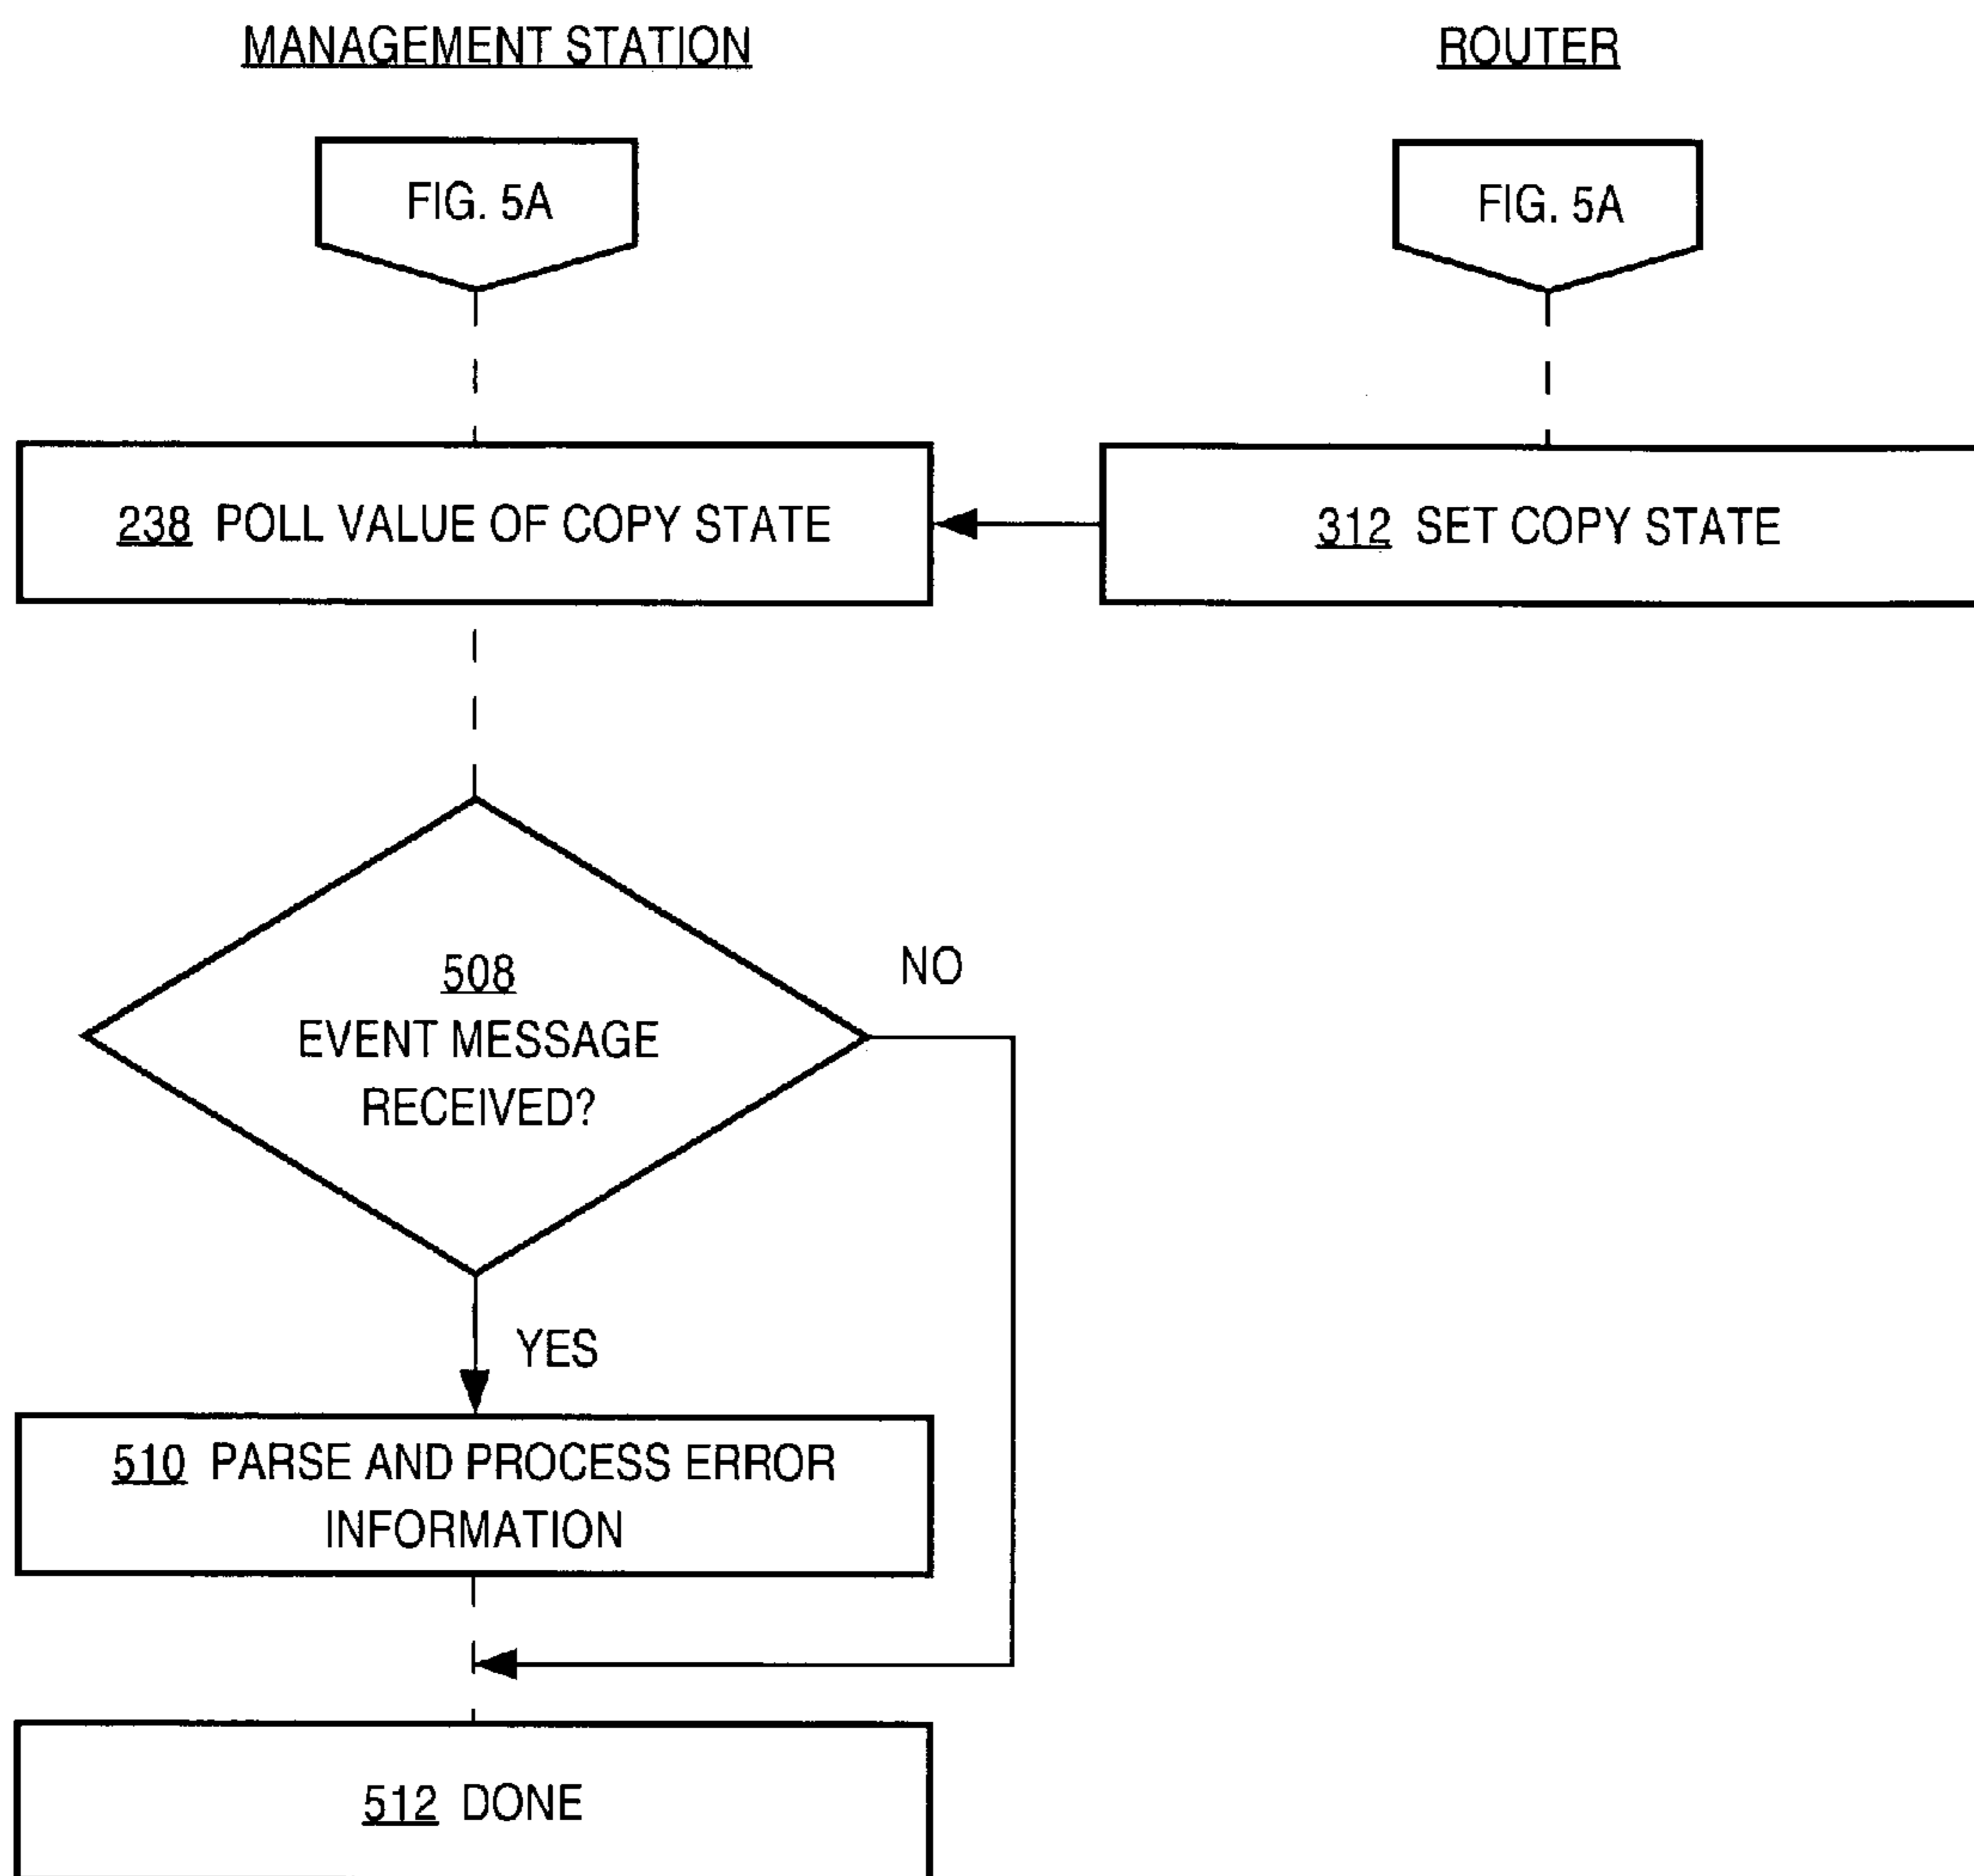 MANAGEMENT STATION
ROUTER
FIG. 5A
FIG. 5A
238 POLL VALUE OF COPY STATE
312 SET COPY STATE
508
EVENT MESSAGE
RECEIVED?
NO
YES
510 PARSE AND PROCESS ERROR
INFORMATION
512 DONE